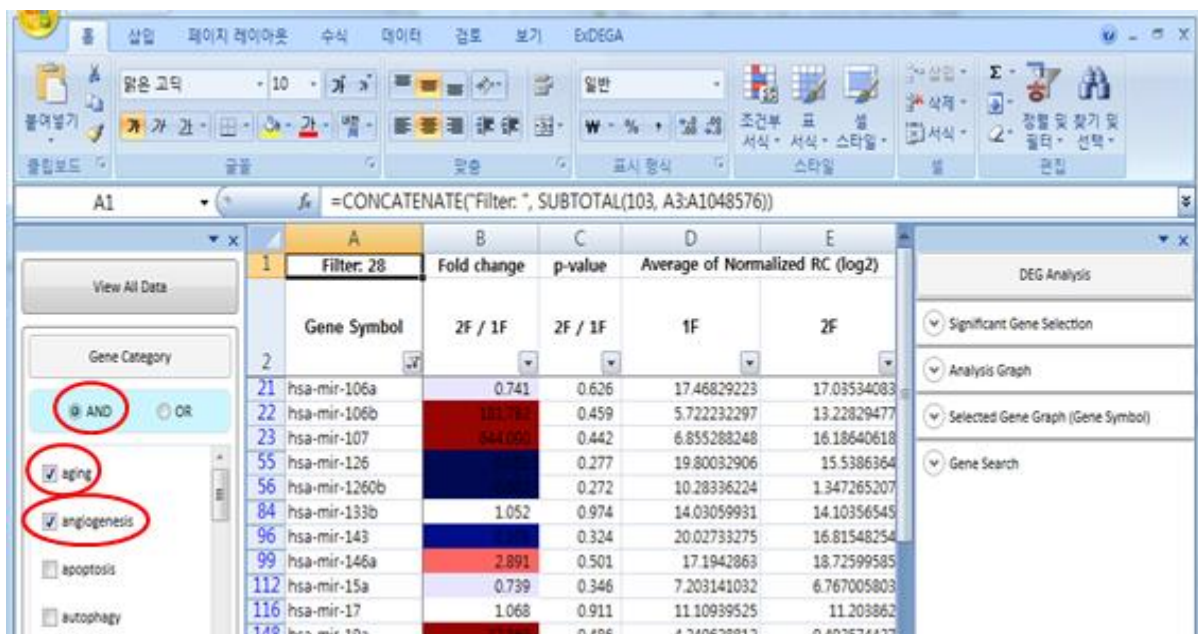 홈 삽입 페이지 레이아웃 수식 데이터 검토 보기 ExDEGA
맑은 고딕 10 일반 조건부 서식 표 서식 셀 스타일 삽입 삭제 서식 Σ 정렬 및 필터 찾기 및 선택
붙여넣기 가 가 가 가 W % ,
클립보드 글꼴 맞춤 표시 형식 스타일 셀 편집
A1 fx =CONCATENATE("Filter: ", SUBTOTAL(103, A3:A1048576))
View All Data
Gene Category
AND OR
aging
angiogenesis
apoptosis
autophagy
A B C D E
1 Filter: 28 Fold change p-value Average of Normalized RC (log2)
2 Gene Symbol 2F / 1F 2F / 1F 1F 2F
21 hsa-mir-106a 0.741 0.626 17.46829223 17.03534083
22 hsa-mir-106b 0.459 5.722232297 13.22829477
23 hsa-mir-107 0.442 6.855288248 16.18640618
55 hsa-mir-126 0.277 19.80032906 15.5386364
56 hsa-mir-1260b 0.272 10.28336224 1.347265207
84 hsa-mir-133b 1.052 0.974 14.03059931 14.10356545
96 hsa-mir-143 0.324 20.02733275 16.81548254
99 hsa-mir-146a 2.891 0.501 17.1942863 18.72599585
112 hsa-mir-15a 0.739 0.346 7.203141032 6.767005803
116 hsa-mir-17 1.068 0.911 11.10939525 11.203862
148
DEG Analysis
Significant Gene Selection
Analysis Graph
Selected Gene Graph (Gene Symbol)
Gene Search